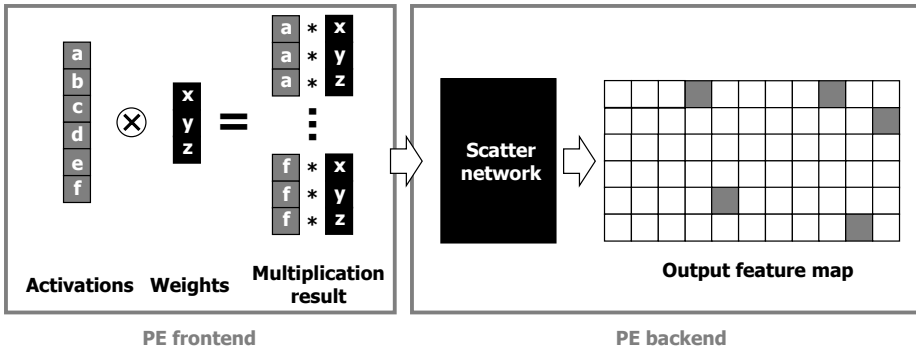 a
b
c
d
e
f
⊗
x
y
z
=
a * x
a * y
a * z
⋮
f * x
f * y
f * z
Scatter
network
Activations
Weights
Multiplication
result
Output feature map
PE frontend
PE backend